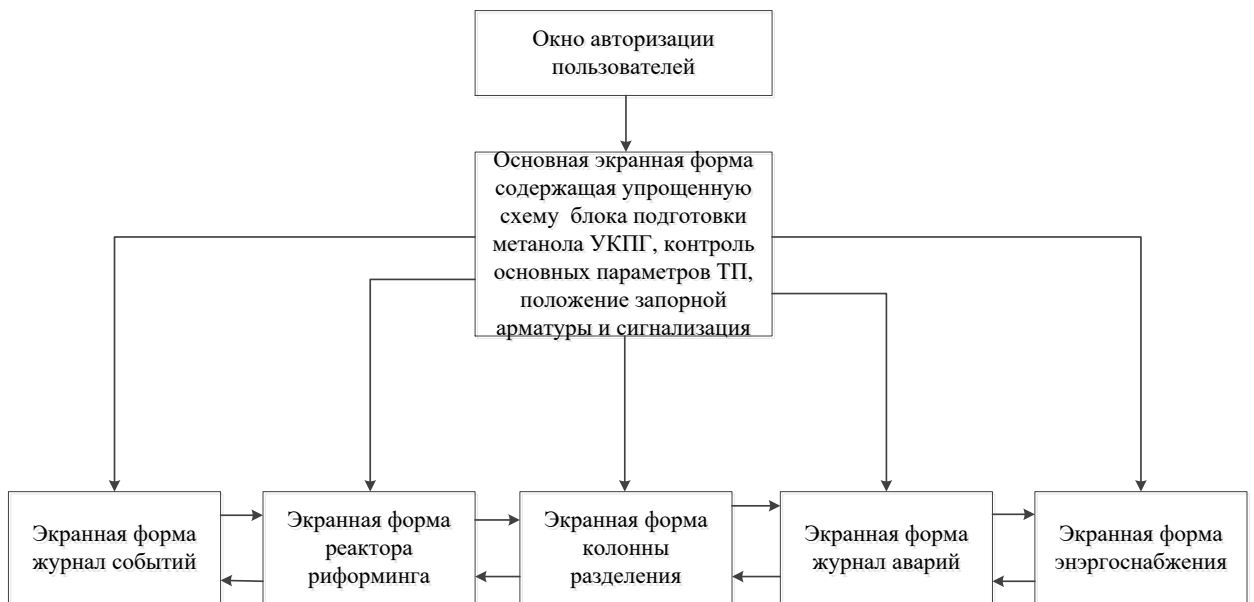 Окно авторизации
пользователей
Основная экранная форма
содержащая упрощенную
схему блока подготовки
метанола УКПГ, контроль
основных параметров ТП,
положение запорной
арматуры и сигнализация
Экранная форма
журнал событий
Экранная форма
реактора
риформинга
Экранная форма
колонны
разделения
Экранная форма
журнал аварий
Экранная форма
энэргоснабжения